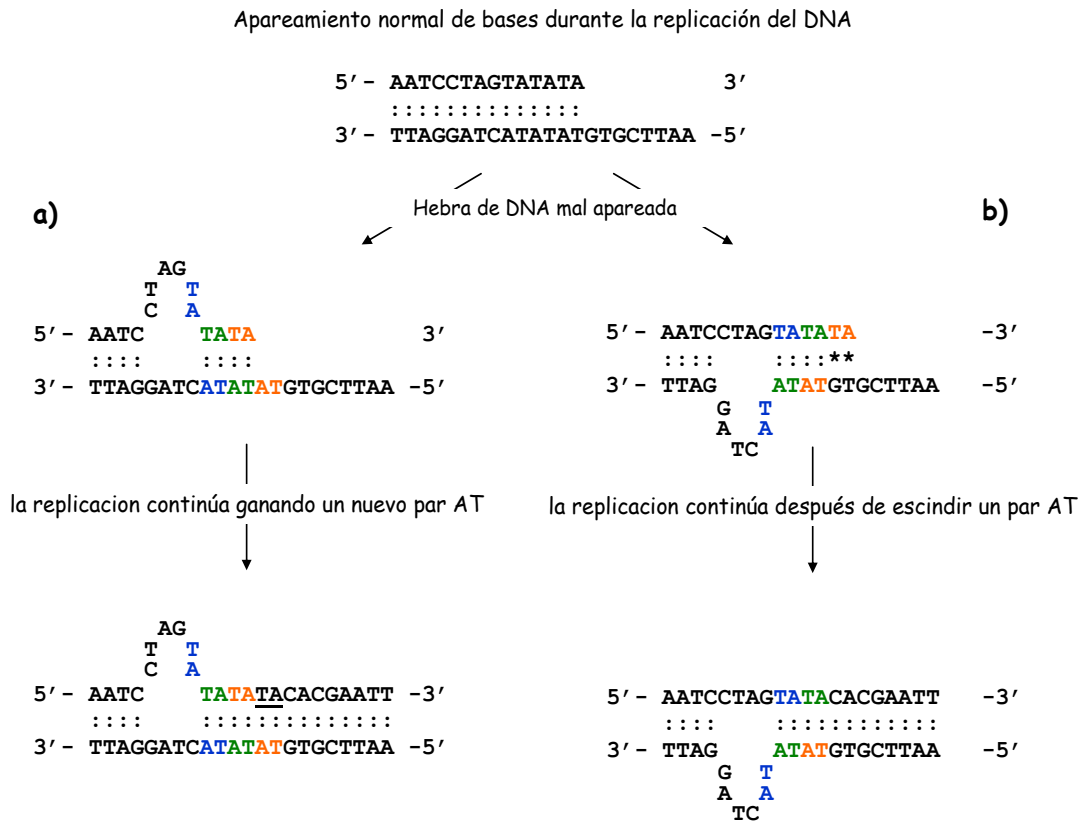 Apareamiento normal de bases durante la replicación del DNA
5’- AATCCTAGTATATA 3’
::::::::::::::
3’- TTAGGATCATATATGTGCTTAA -5’
Hebra de DNA mal apareada
a)
AG
T T
C A
5’- AATC TATA 3’
:::: ::::
3’- TTAGGATCATATATGTGCTTAA -5’
la replicacion continúa ganando un nuevo par AT
AG
T T
C A
5’- AATC TATATACACGAATT -3’
:::: ::::::::::::::
3’- TTAGGATCATATATGTGCTTAA -5’
b)
5’- AATCCTAGTATATA -3’
:::: ::::**
3’- TTAG ATATGTGCTTAA -5’
G T
A A
TC
la replicacion continúa después de escindir un par AT
5’- AATCCTAGTATACACGAATT -3’
:::: ::::::::::::
3’- TTAG ATATGTGCTTAA -5’
G T
A A
TC